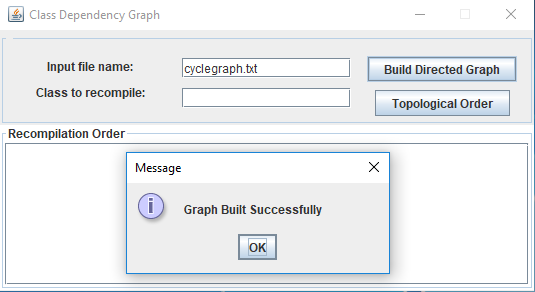 Class Dependency Graph
Input file name:
cyclegraph.txt
Build Directed Graph
Class to recompile:
Topological Order
Recompilation Order
Message
Graph Built Successfully
OK